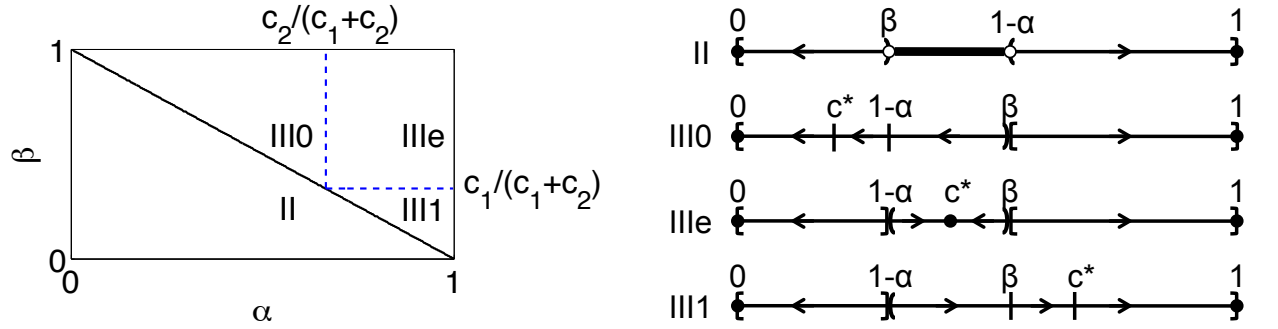 c₂/(c₁+c₂)
1
III0
IIIe
β
c₁/(c₁+c₂)
II
III1
0
0
1
α
0
β
1-α
1
II
0
c*
1-α
β
1
III0
0
1-α
c*
β
1
IIIe
0
1-α
β
c*
1
III1